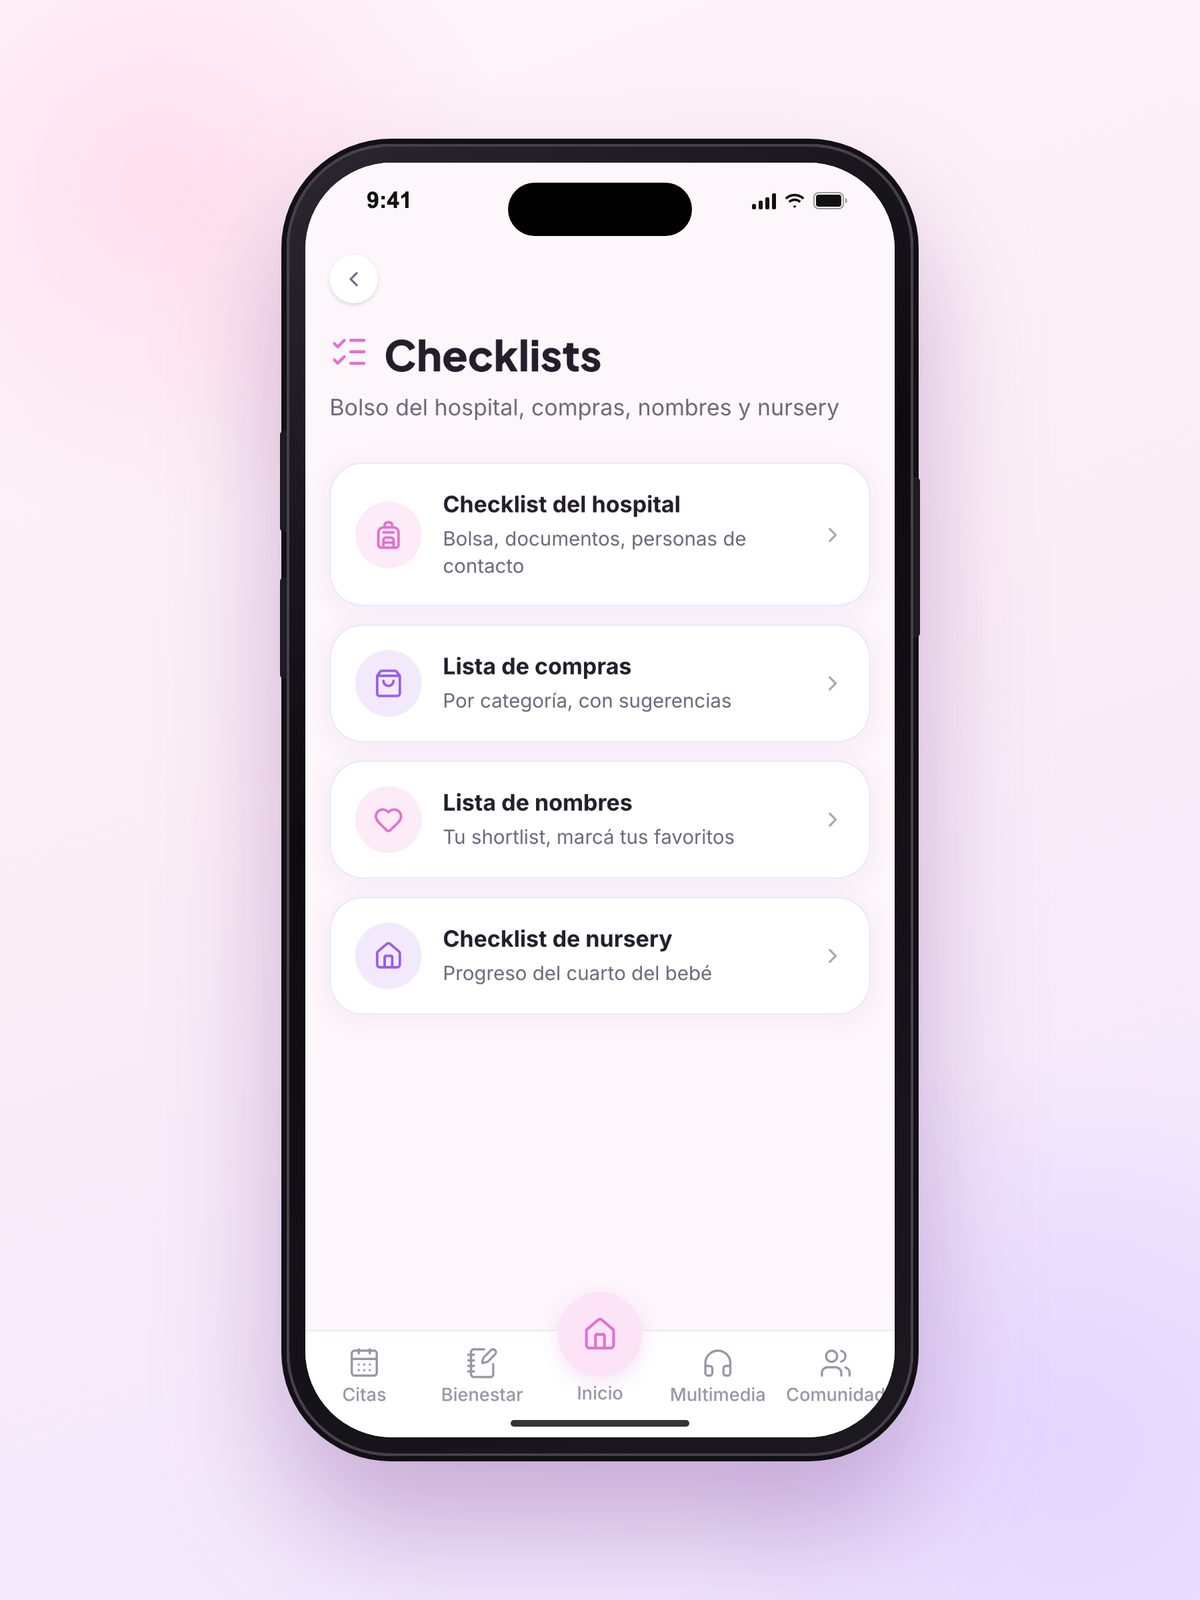 9:41
Checklists
Bolso del hospital, compras, nombres y nursery
Checklist del hospital
Bolsa, documentos, personas de
contacto
Lista de compras
Por categoría, con sugerencias
Lista de nombres
Tu shortlist, marcá tus favoritos
Checklist de nursery
Progreso del cuarto del bebé
Citas
Bienestar
Inicio
Multimedia
Comunidad